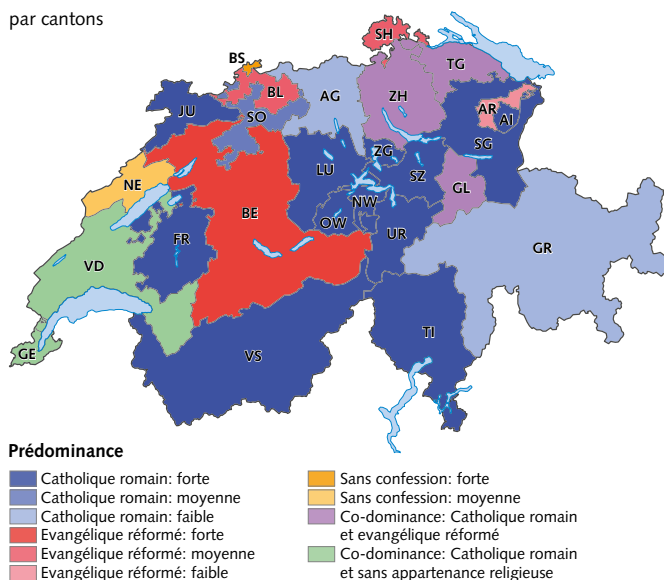 par cantons
SH
BS
TG
BL
AG
ZH
JU
SO
AR
AI
ZG
SG
LU
SZ
NE
GL
NW
BE
OW
FR
UR
GR
VD
TI
GE
VS
Prédominance
Catholique romain: forte
Catholique romain: moyenne
Catholique romain: faible
Evangélique réformé: forte
Evangélique réformé: moyenne
Evangélique réformé: faible
Sans confession: forte
Sans confession: moyenne
Co-dominance: Catholique romain
et evangélique réformé
Co-dominance: Catholique romain
et sans appartenance religieuse